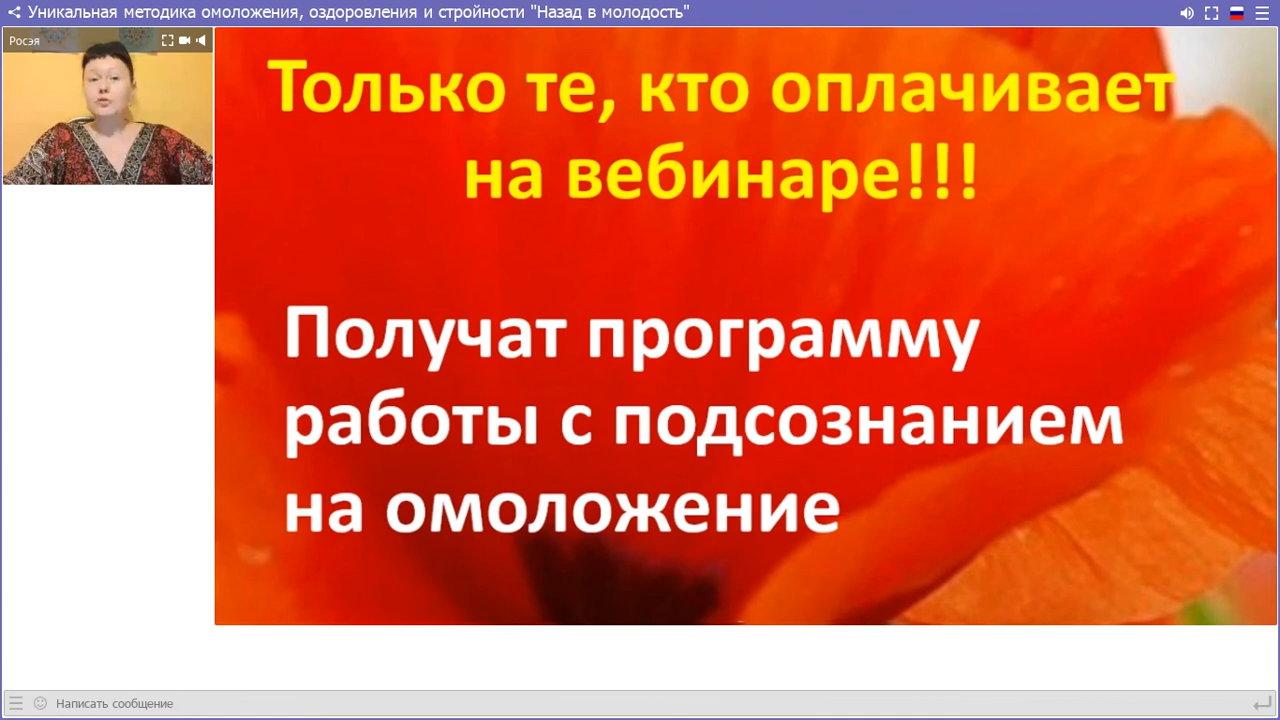 Уникальная методика омоложения, оздоровления и стройности "Назад в молодость"
Росэя
Только те, кто оплачивает
на вебинаре!!!
Получат программу
работы с подсознанием
на омоложение
Написать сообщение